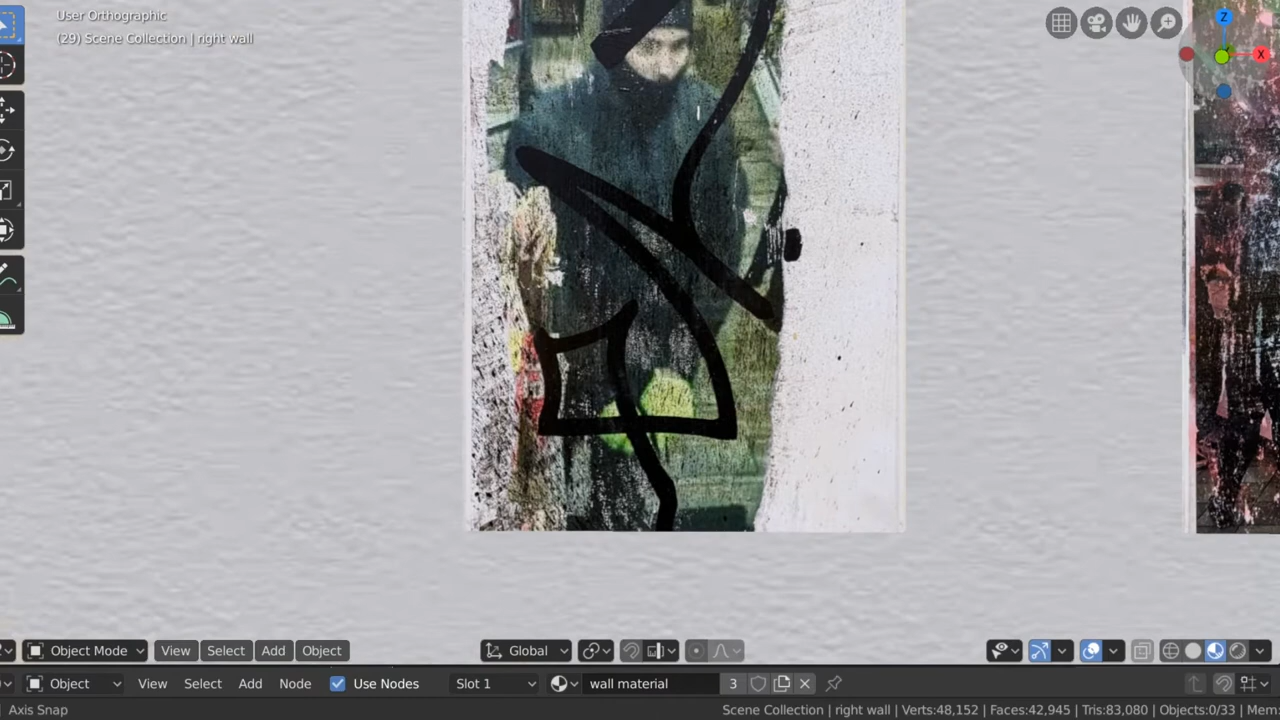 User Orthographic
(29) Scene Collection | right wall
Z
X
Object Mode View Select Add Object Global
Object View Select Add Node Use Nodes Slot 1 wall material 3
Axis Snap Scene Collection | right wall | Verts:48,152 | Faces:42,945 | Tris:83,080 | Objects:0/33 | Mem: